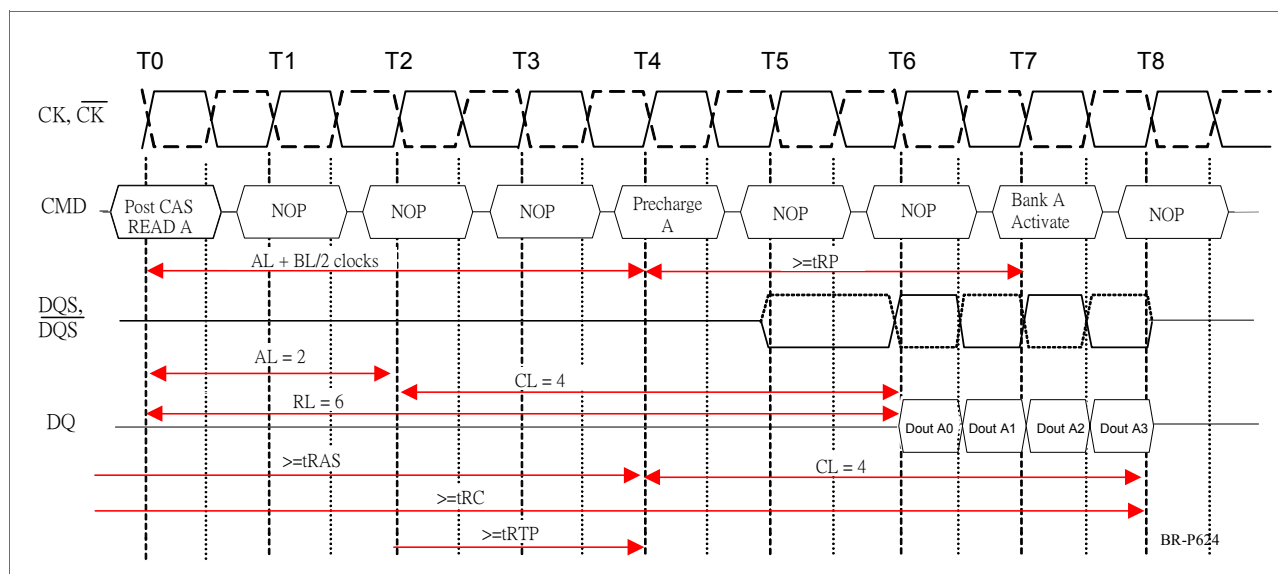 T0 T1 T2 T3 T4 T5 T6 T7 T8
CK, CK
CMD
Post CAS
READ A
NOP
NOP
NOP
Precharge
A
NOP
NOP
Bank A
Activate
NOP
AL + BL/2 clocks
>=tRP
DQS,
DQS
AL = 2
CL = 4
RL = 6
DQ
Dout A0
Dout A1
Dout A2
Dout A3
>=tRAS
CL = 4
>=tRC
>=tRTP
BR-P624